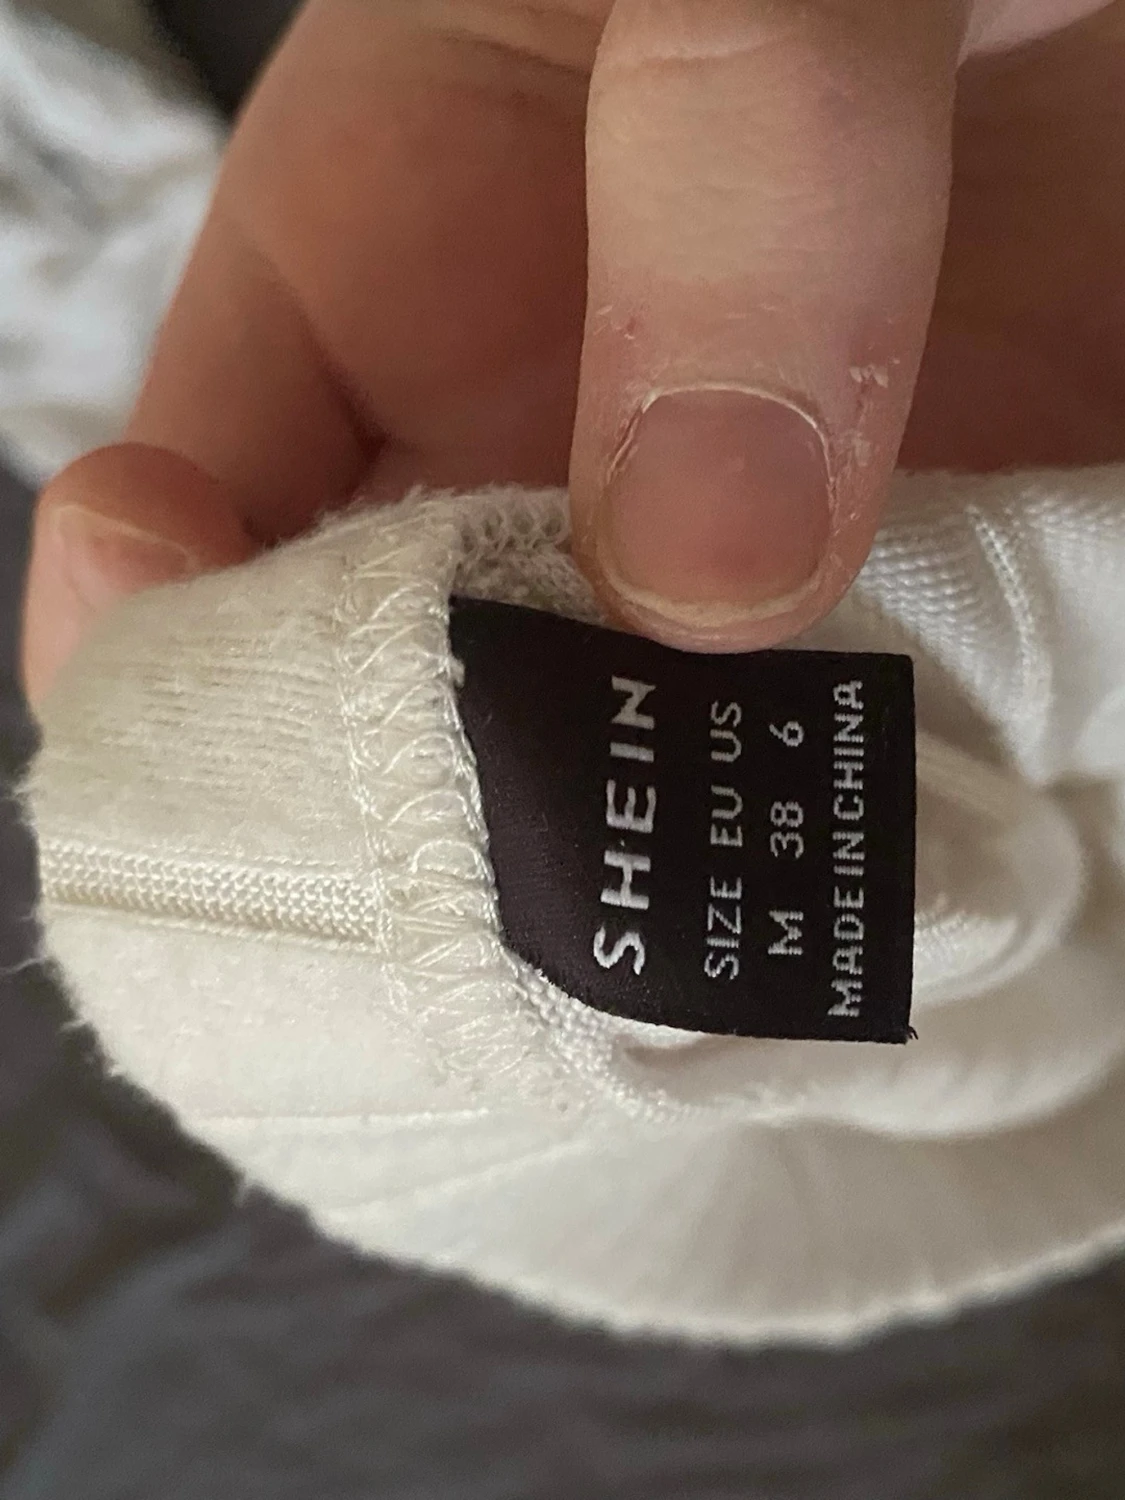 SHEIN
SIZE EU US
M 38 6
MADE IN CHINA